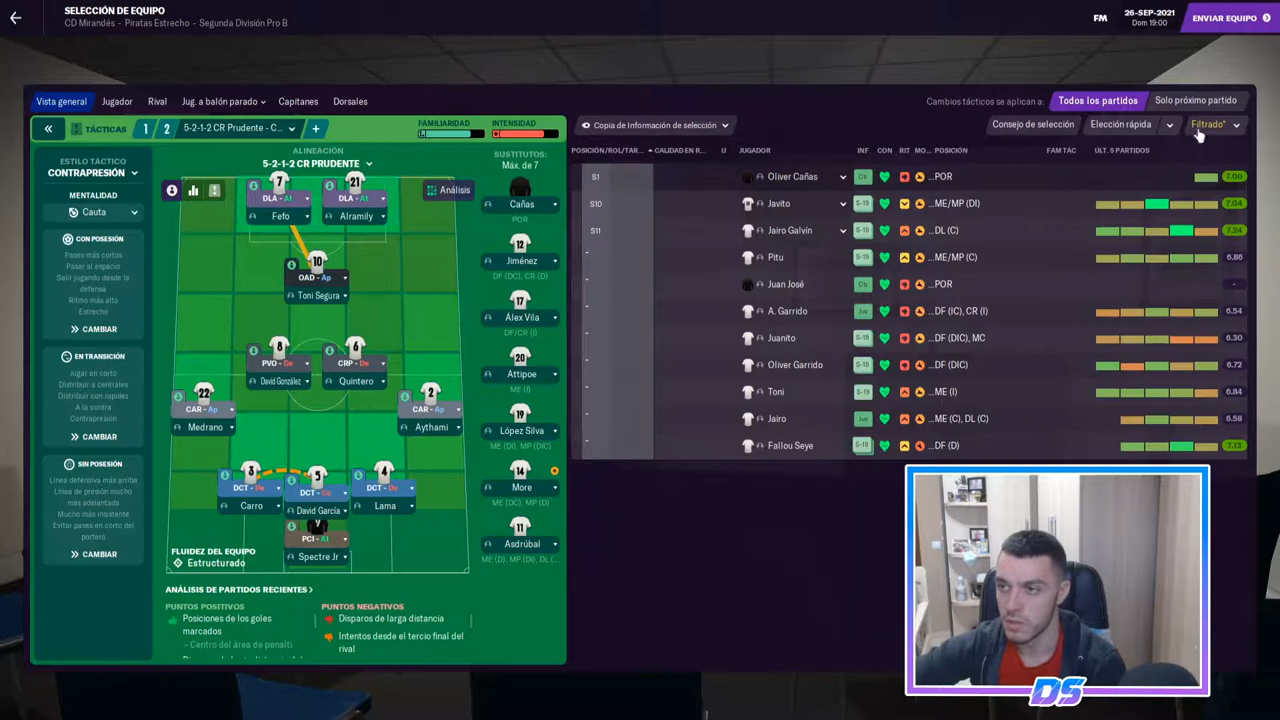 SELECCIÓN DE EQUIPO
CD Mirandés - Piratas Estrecho - Segunda División Pro B
FM
26-SEP-2021
Dom 19:00
ENVIAR EQUIPO
Vista general
Jugador
Rival
Jug. a balón parado
Capitanes
Dorsales
Cambios tácticos se aplican a:
Todos los partidos
Solo próximo partido
TÁCTICAS
1
2
5-2-1-2 CR Prudente - C...
FAMILIARIDAD
INTENSIDAD
Copia de Información de selección
Consejo de selección
Elección rápida
Filtrado*
ESTILO TÁCTICO
CONTRAPRESIÓN
MENTALIDAD
Cauta
CON POSESIÓN
Pases más cortos
Pasar al espacio
Salir jugando desde la
defensa
Ritmo más alto
Estrecho
CAMBIAR
EN TRANSICIÓN
Jugar en corto
Distribuir a centrales
Distribuir con rapidez
A la contra
Contrapresión
CAMBIAR
SIN POSESIÓN
Línea defensiva más arriba
Línea de presión mucho
más adelantada
Mucho más insistente
Evitar pases en corto del
portero
CAMBIAR
ALINEACIÓN
5-2-1-2 CR PRUDENTE
Análisis
7
DLA - At
Fefo
21
DLA - At
Alramily
10
OAD - Ap
Toni Segura
8
PVO - De
David González
6
CRP - De
Quintero
22
CAR - Ap
Medrano
2
CAR - Ap
Aythami
3
DCT - De
Carro
5
DCT - De
David García
4
DCT - De
Lama
PCI - At
Spectre Jr
FLUIDEZ DEL EQUIPO
Estructurado
SUSTITUTOS
Máx. de 7
Cañas
POR
12
Jiménez
DF (DC), CR (D)
17
Álex Vila
DF/CR (I)
20
Attipoe
ME (I)
19
López Silva
ME (D), MP (DIC)
14
More
ME (DC), MP (D)
11
Asdrúbal
ME (D), MP (DI), DL (...
ANÁLISIS DE PARTIDOS RECIENTES
PUNTOS POSITIVOS
Posiciones de los goles
marcados
- Centro del área de penalti
PUNTOS NEGATIVOS
Disparos de larga distancia
Intentos desde el tercio final del
rival
POSICIÓN/ROL/TAR... CALIDAD EN R... JUGADOR INF CON RIT MO... POSICIÓN FAM TÁC ÚLT. 5 PARTIDOS
S1 Oliver Cañas ...POR 7.00
S10 Javito S-19 ...ME/MP (DI) 7.04
S11 Jairo Galvín S-19 ...DL (C) 7.34
- Pitu S-19 ...ME/MP (C) 6.86
- Juan José ...POR -
- A. Garrido Juv ...DF (IC), CR (I) 6.54
- Juanito S-19 ...DF (DIC), MC 6.30
- Oliver Garrido S-19 ...DF (DIC) 6.72
- Toni S-19 ...ME (I) 6.84
- Jairo Juv ...ME (C), DL (C) 6.58
- Fallou Seye S-19 ...DF (D) 7.13
DS